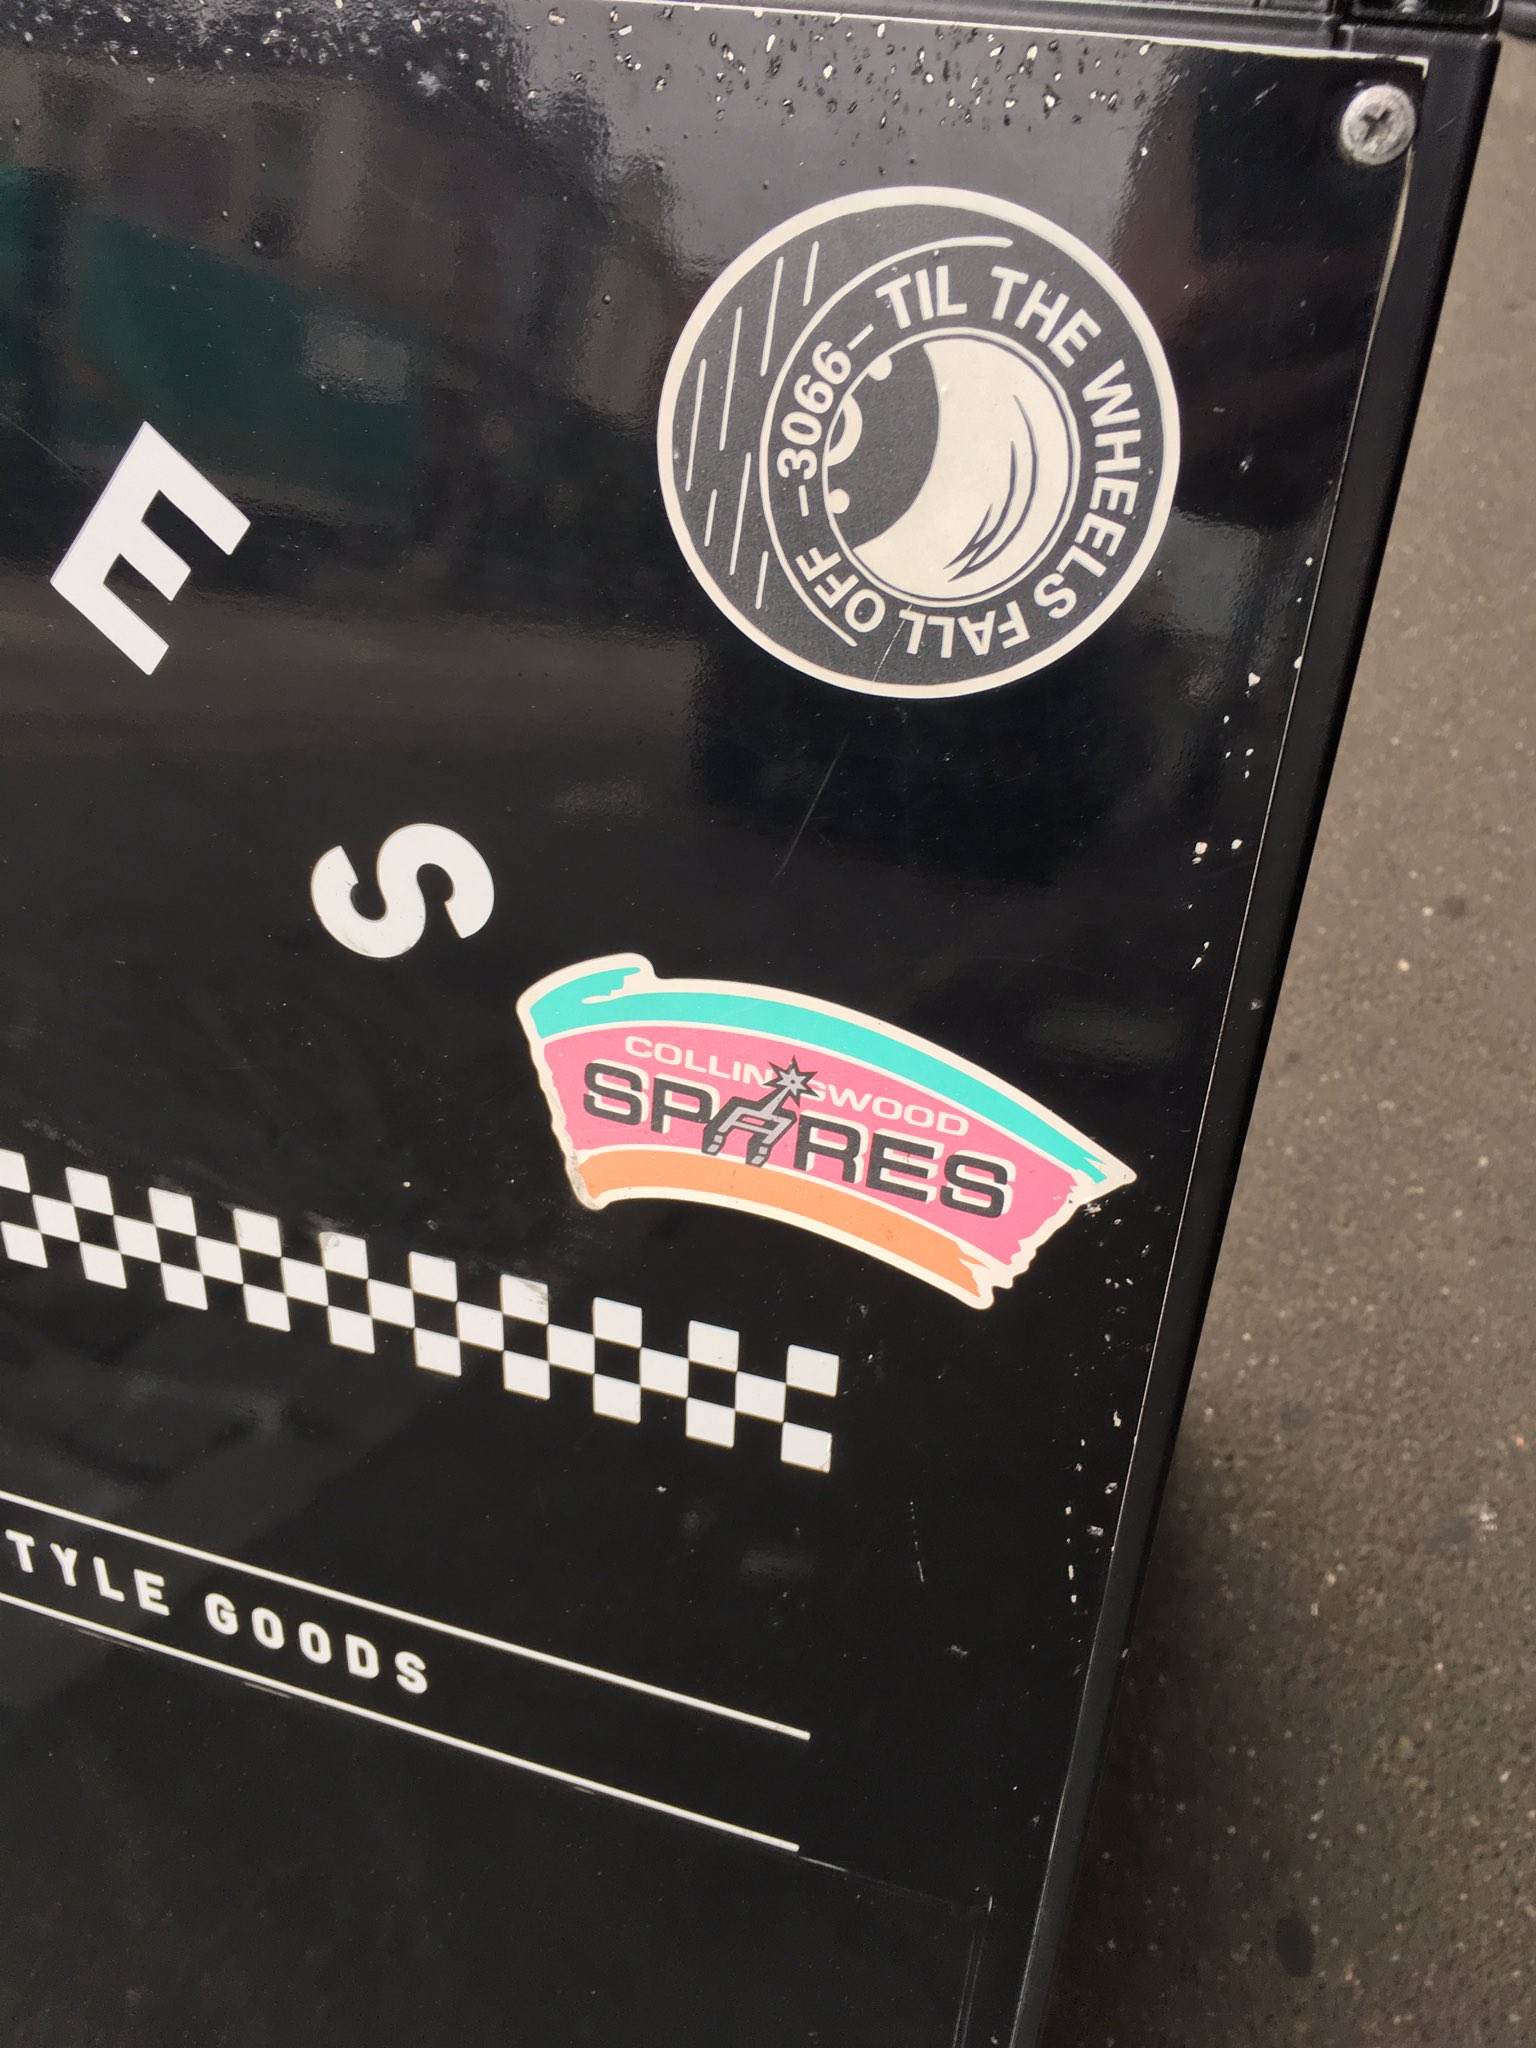 -3066- TIL THE WHEELS FALL OFF
E
S
COLLINGWOOD
SPARES
TYLE GOODS